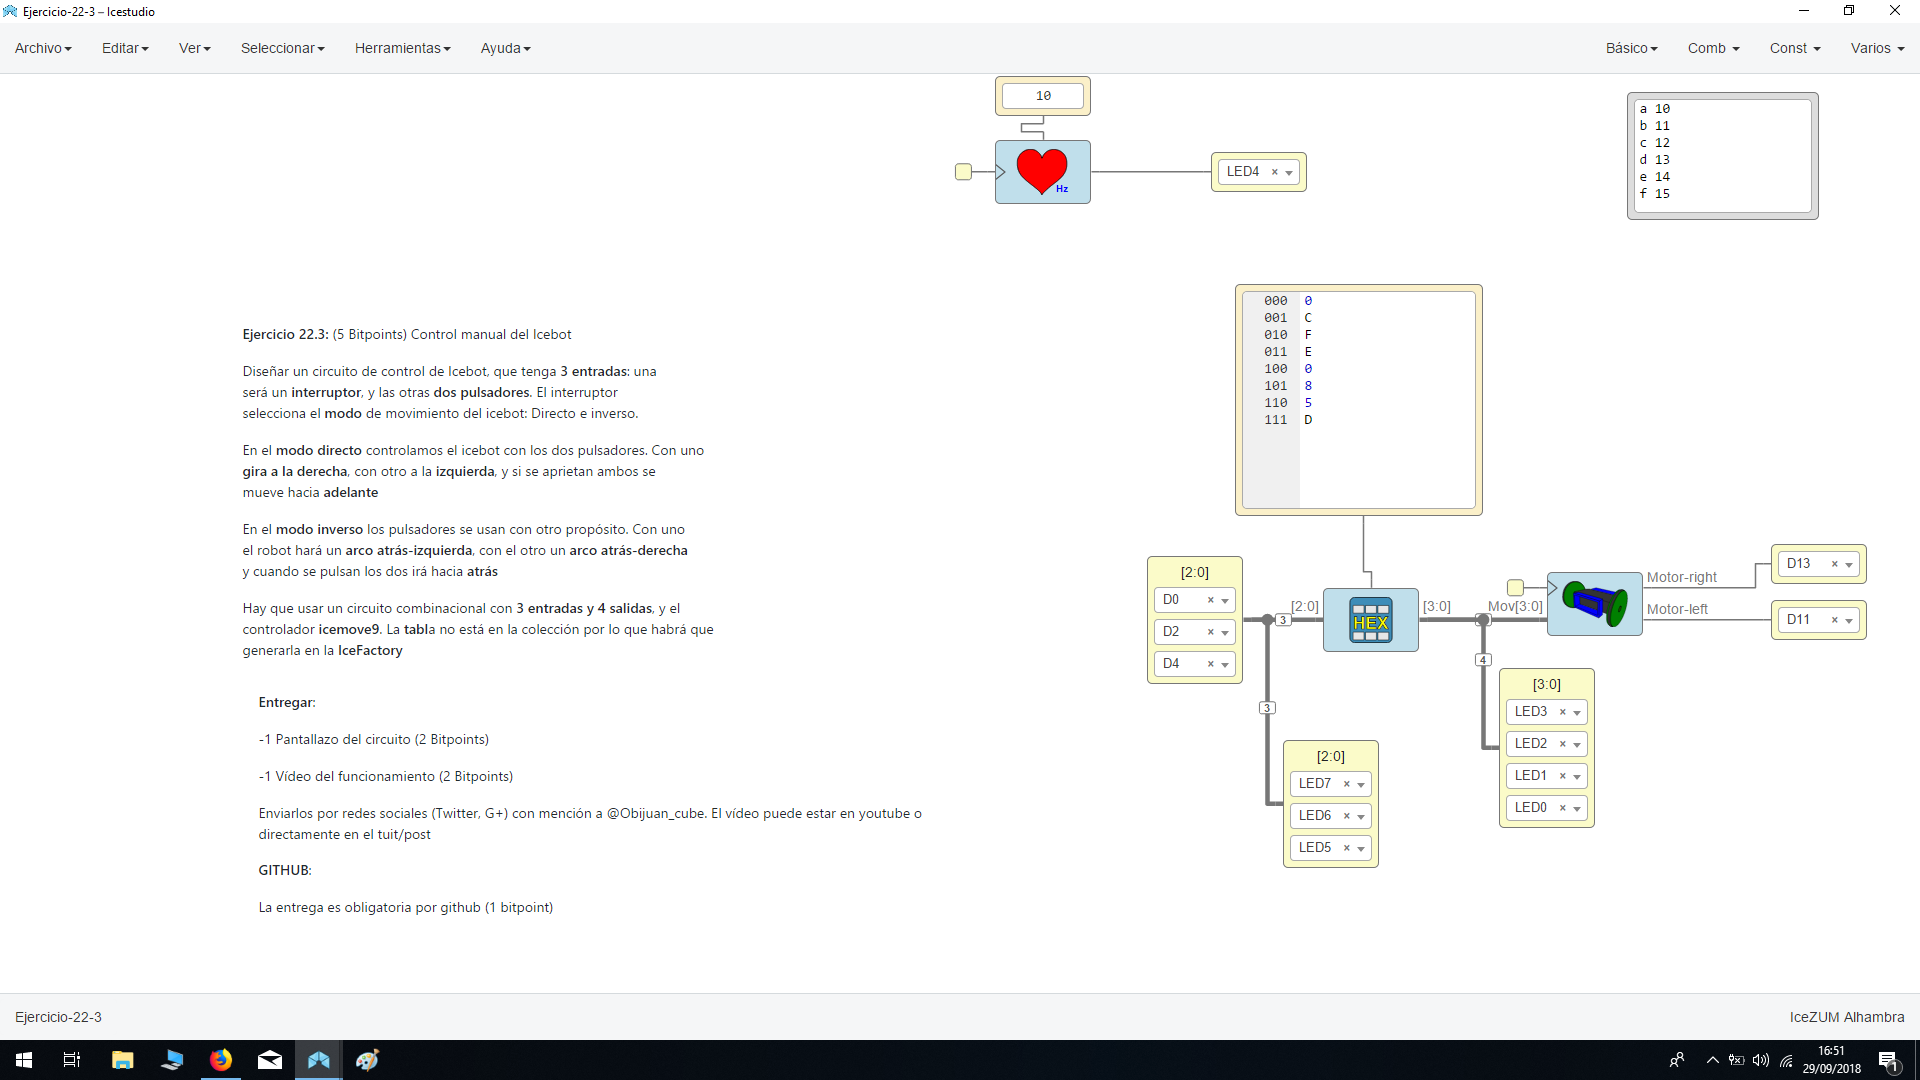 Ejercicio-22-3 – Icestudio
Archivo Editar Ver Seleccionar Herramientas Ayuda Básico Comb Const Varios
10
Hz
LED4
a 10
b 11
c 12
d 13
e 14
f 15
Ejercicio 22.3: (5 Bitpoints) Control manual del Icebot
Diseñar un circuito de control de Icebot, que tenga 3 entradas: una
será un interruptor, y las otras dos pulsadores. El interruptor
selecciona el modo de movimiento del icebot: Directo e inverso.
En el modo directo controlamos el icebot con los dos pulsadores. Con uno
gira a la derecha, con otro a la izquierda, y si se aprietan ambos se
mueve hacia adelante
En el modo inverso los pulsadores se usan con otro propósito. Con uno
el robot hará un arco atrás-izquierda, con el otro un arco atrás-derecha
y cuando se pulsan los dos irá hacia atrás
Hay que usar un circuito combinacional con 3 entradas y 4 salidas, y el
controlador icemove9. La tabla no está en la colección por lo que habrá que
generarla en la IceFactory
Entregar:
-1 Pantallazo del circuito (2 Bitpoints)
-1 Vídeo del funcionamiento (2 Bitpoints)
Enviarlos por redes sociales (Twitter, G+) con mención a @Obijuan_cube. El vídeo puede estar en youtube o
directamente en el tuit/post
GITHUB:
La entrega es obligatoria por github (1 bitpoint)
000 0
001 C
010 F
011 E
100 0
101 8
110 5
111 D
[2:0]
D0
D2
D4
3
[2:0]
HEX
[3:0]
Mov[3:0]
Motor-right
Motor-left
D13
D11
3
4
[2:0]
LED7
LED6
LED5
[3:0]
LED3
LED2
LED1
LED0
Ejercicio-22-3
IceZUM Alhambra
16:51
29/09/2018
1